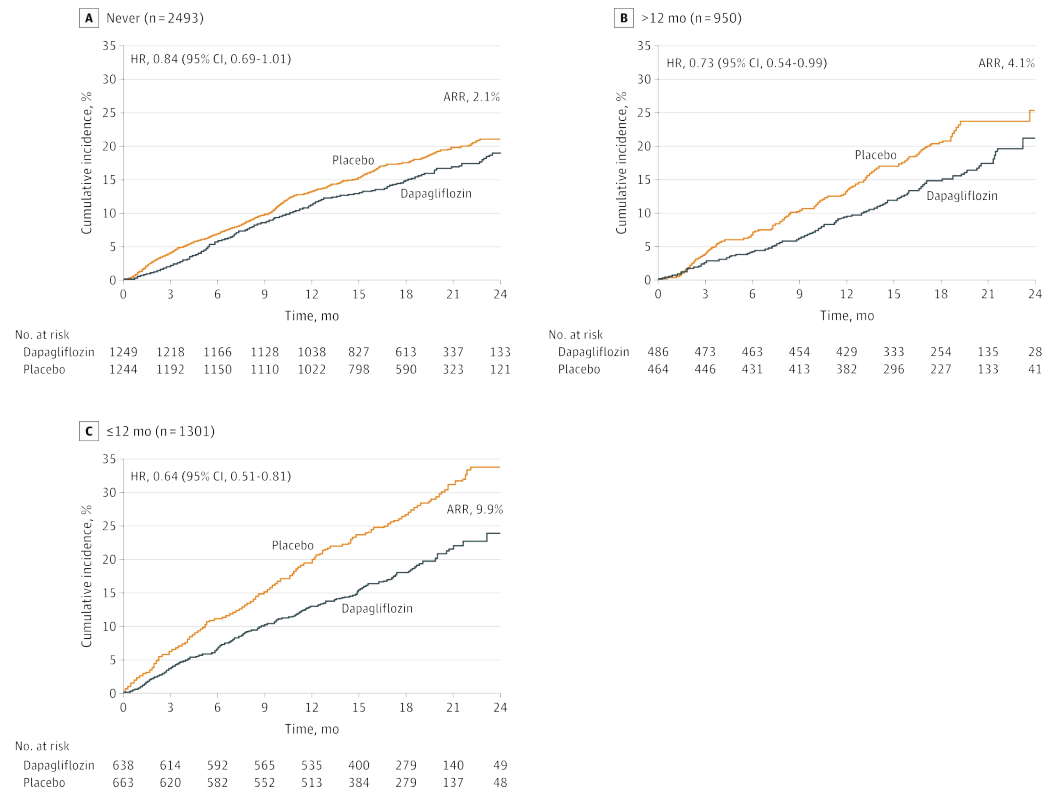 A Never (n = 2493)
35
30
25
20
15
10
5
0
Cumulative incidence, %
HR, 0.84 (95% CI, 0.69-1.01)
ARR, 2.1%
Placebo
Dapagliflozin
0 3 6 9 12 15 18 21 24
Time, mo
No. at risk
Dapagliflozin 1249 1218 1166 1128 1038 827 613 337 133
Placebo 1244 1192 1150 1110 1022 798 590 323 121
B >12 mo (n = 950)
35
30
25
20
15
10
5
0
Cumulative incidence, %
HR, 0.73 (95% CI, 0.54-0.99)
ARR, 4.1%
Placebo
Dapagliflozin
0 3 6 9 12 15 18 21 24
Time, mo
No. at risk
Dapagliflozin 486 473 463 454 429 333 254 135 28
Placebo 464 446 431 413 382 296 227 133 41
C ≤12 mo (n = 1301)
35
30
25
20
15
10
5
0
Cumulative incidence, %
HR, 0.64 (95% CI, 0.51-0.81)
ARR, 9.9%
Placebo
Dapagliflozin
0 3 6 9 12 15 18 21 24
Time, mo
No. at risk
Dapagliflozin 638 614 592 565 535 400 279 140 49
Placebo 663 620 582 552 513 384 279 137 48